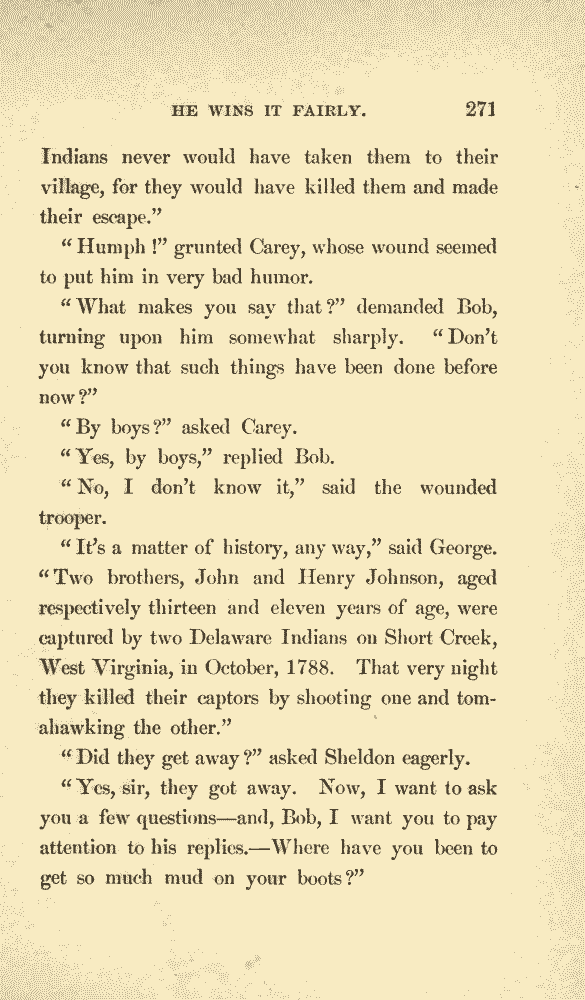 HE WINS IT FAIRLY. 271
Indians never would have taken them to their
village, for they would have killed them and made
their escape.”
“Humph!” grunted Carey, whose wound seemed
to put him in very bad humor.
“What makes you say that?” demanded Bob,
turning upon him somewhat sharply. “Don’t
you know that such things have been done before
now?”
“By boys?” asked Carey.
“Yes, by boys,” replied Bob.
“No, I don’t know it,” said the wounded
trooper.
“It’s a matter of history, any way,” said George.
“Two brothers, John and Henry Johnson, aged
respectively thirteen and eleven years of age, were
captured by two Delaware Indians on Short Creek,
West Virginia, in October, 1788. That very night
they killed their captors by shooting one and tom-
ahawking the other.”
“Did they get away?” asked Sheldon eagerly.
“Yes, sir, they got away. Now, I want to ask
you a few questions—and, Bob, I want you to pay
attention to his replies.—Where have you been to
get so much mud on your boots?”